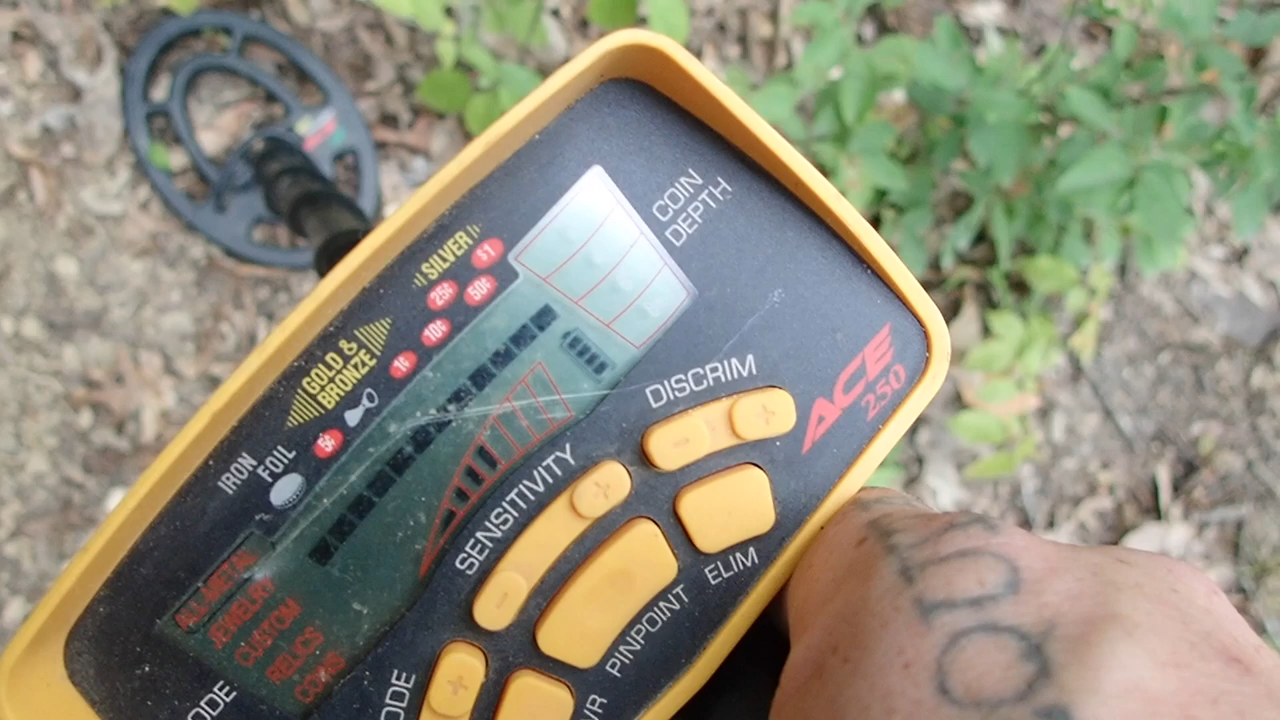 COIN
DEPTH
SILVER
$1
25¢
50¢
10¢
1¢
GOLD &
BRONZE
5¢
IRON
FOIL
DISCRIM
+
-
ACE
250
SENSITIVITY
+
-
ELIM
PINPOINT
ALL METAL
JEWELRY
CUSTOM
RELICS
COINS
ODE
ODE
+
WR